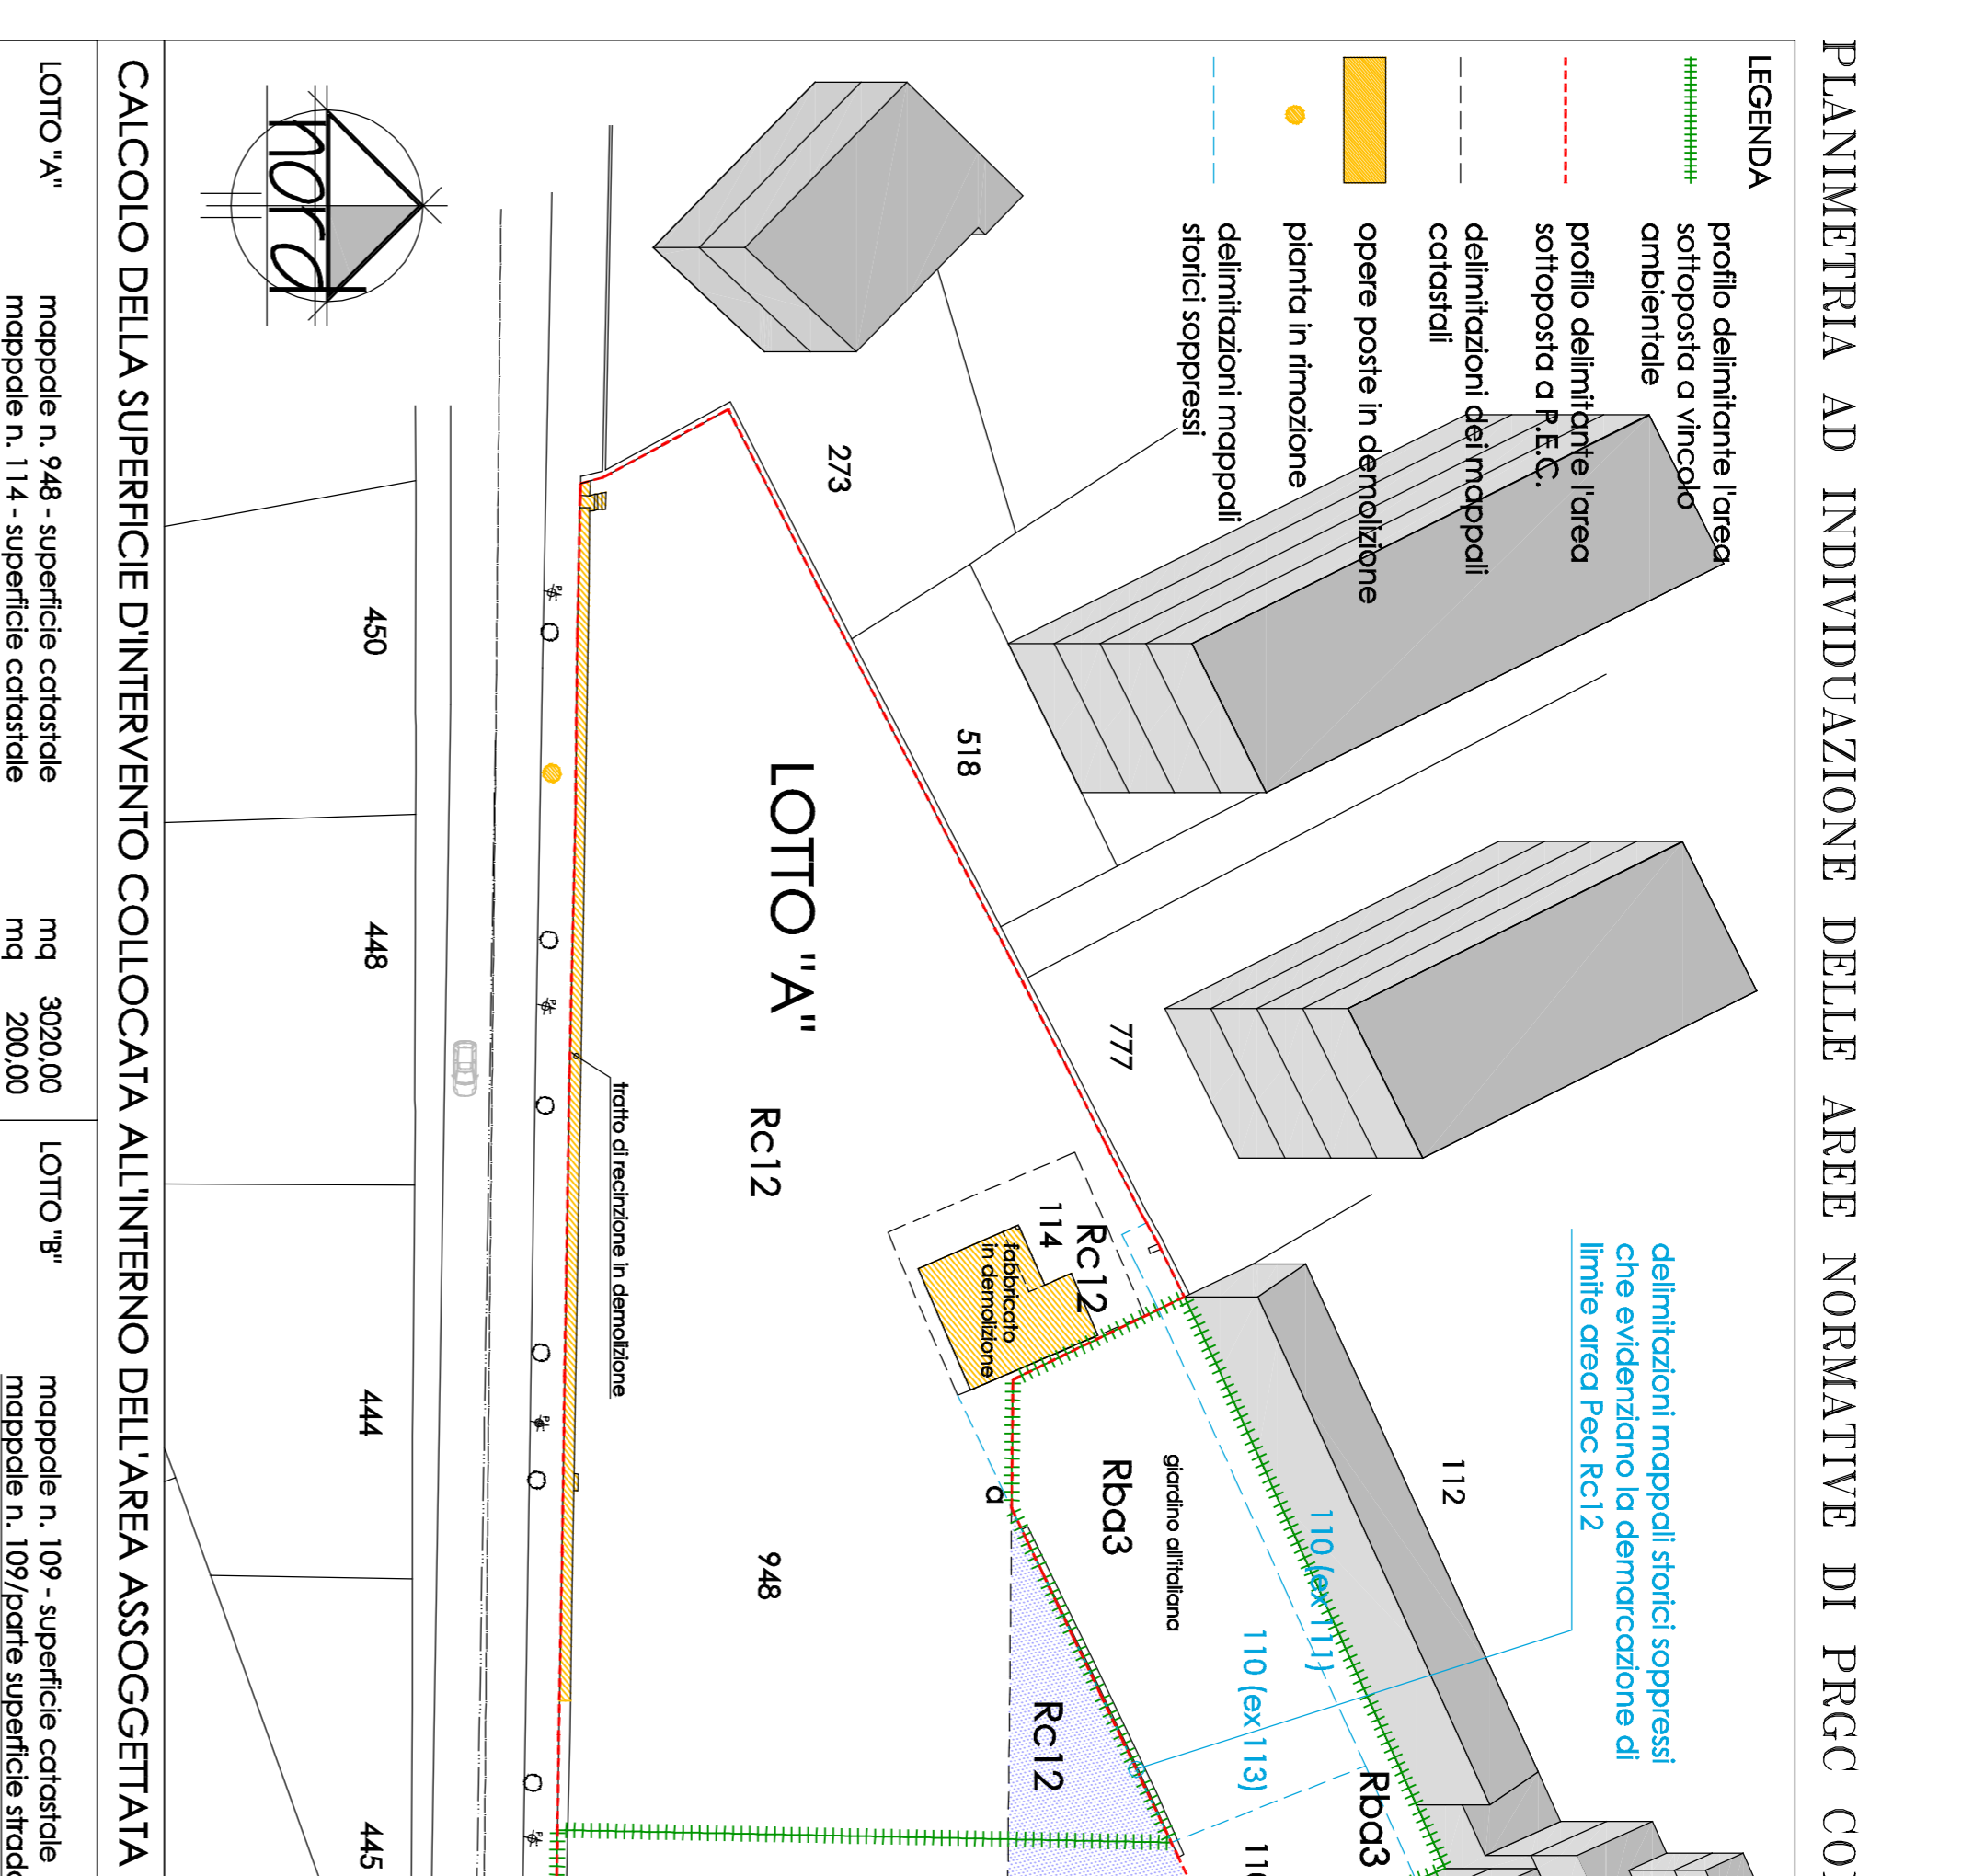 PLANIMETRIA AD INDIVIDUAZIONE DELLE AREE NORMATIVE DI PRGC
LEGENDA
profilo delimitante l'area
sottoposta a vincolo
ambientale
profilo delimitante l'area
sottoposta a P.E.C.
delimitazioni dei mappali
catastali
opere poste in demolizione
pianta in rimozione
delimitazioni mappali
storici soppressi
delimitazioni mappali storici soppressi
che evidenziano la demarcazione di
limite area Pec Rc12
112
110 (ex 111)
110 (ex 113)
Rba3
giardino all'italiana
Rba3
273
518
777
114
Rc12
fabbricato
in demolizione
a
Rc12
LOTTO "A"
Rc12
948
tratto di recinzione in demolizione
450
448
444
445
nord
CALCOLO DELLA SUPERFICIE D'INTERVENTO COLLOCATA ALL'INTERNO DELL'AREA ASSOGGETTATA
LOTTO "A"
mappale n. 948 - superficie catastale mq 3020,00
mappale n. 114 - superficie catastale mq 200,00
LOTTO "B"
mappale n. 109 - superficie catastale
mappale n. 109/parte superficie